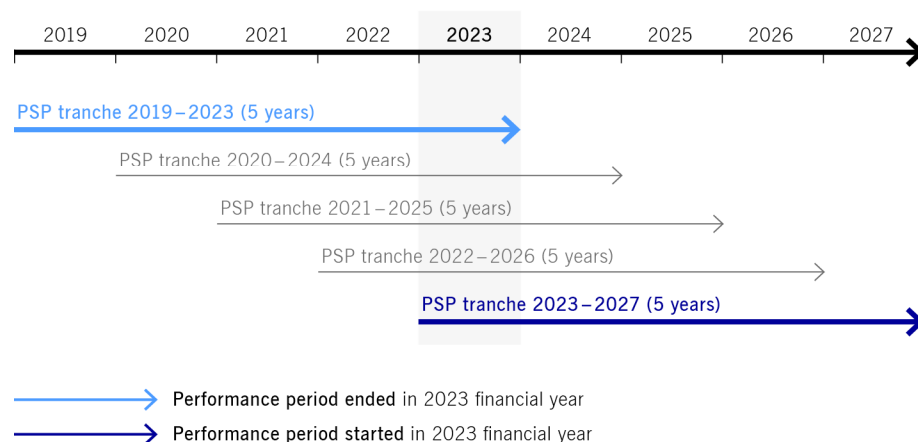 2019 2020 2021 2022 2023 2024 2025 2026 2027
PSP tranche 2019–2023 (5 years)
PSP tranche 2020–2024 (5 years)
PSP tranche 2021–2025 (5 years)
PSP tranche 2022–2026 (5 years)
PSP tranche 2023–2027 (5 years)
Performance period ended in 2023 financial year
Performance period started in 2023 financial year